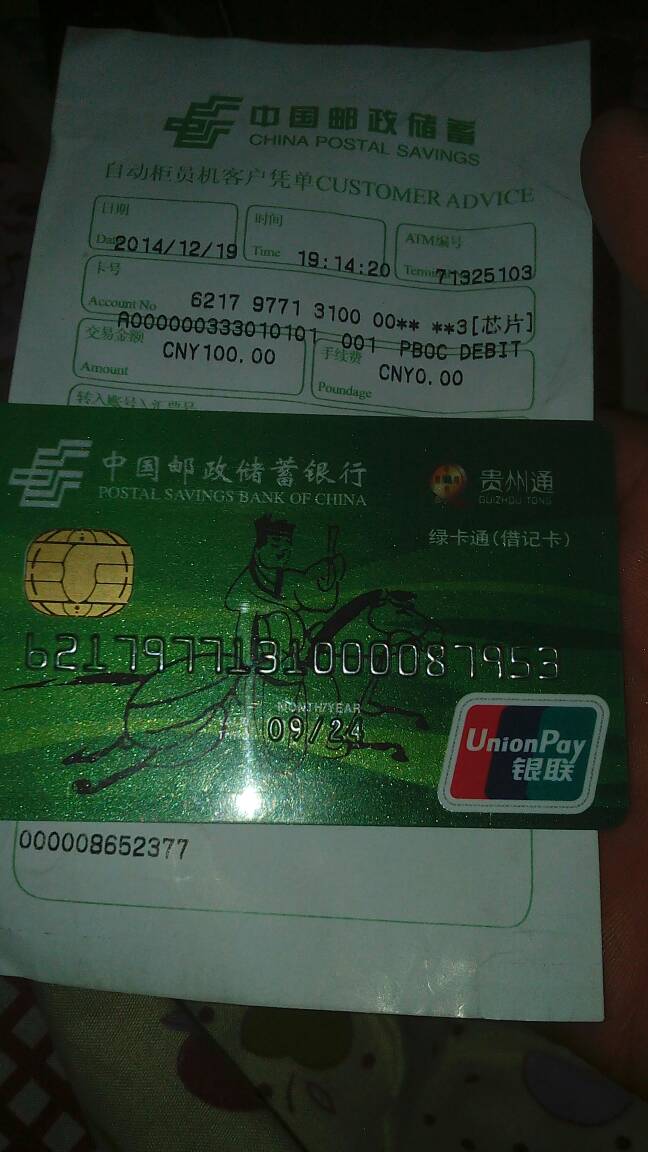 中国邮政储蓄
CHINA POSTAL SAVINGS
自动柜员机客户凭单CUSTOMER ADVICE
日期 时间 ATM编号
Date 2014/12/19 Time 19:14:20 71325103
卡号
Account No 6217 9771 3100 00** **3[芯片]
A000000333010101 001 PBOC DEBIT
交易金额 CNY100.00 手续费 CNY0.00
Amount Poundage
中国邮政储蓄银行 贵州通
POSTAL SAVINGS BANK OF CHINA GUIZHOU TONG
绿卡通(借记卡)
6217977131000087953
MONTH/YEAR
09/24
UnionPay
银联
000008652377